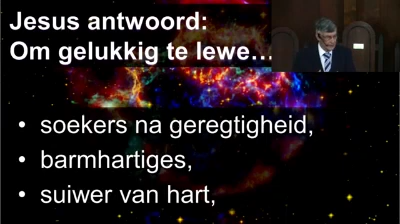 Jesus antwoord:
Om gelukkig te lewe...
• soekers na geregtigheid,
• barmhartiges,
• suiwer van hart,